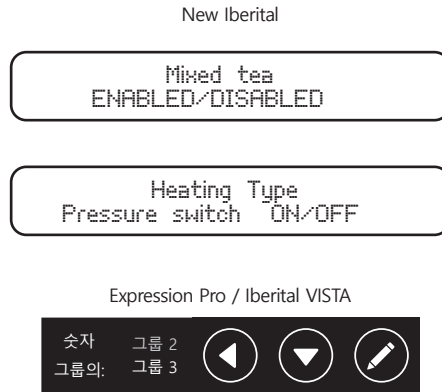 New Iberital
Mixed tea
ENABLED/DISABLED
Heating Type
Pressure switch ON/OFF
Expression Pro / Iberital VISTA
숫자 그룹 2
그룹의: 그룹 3